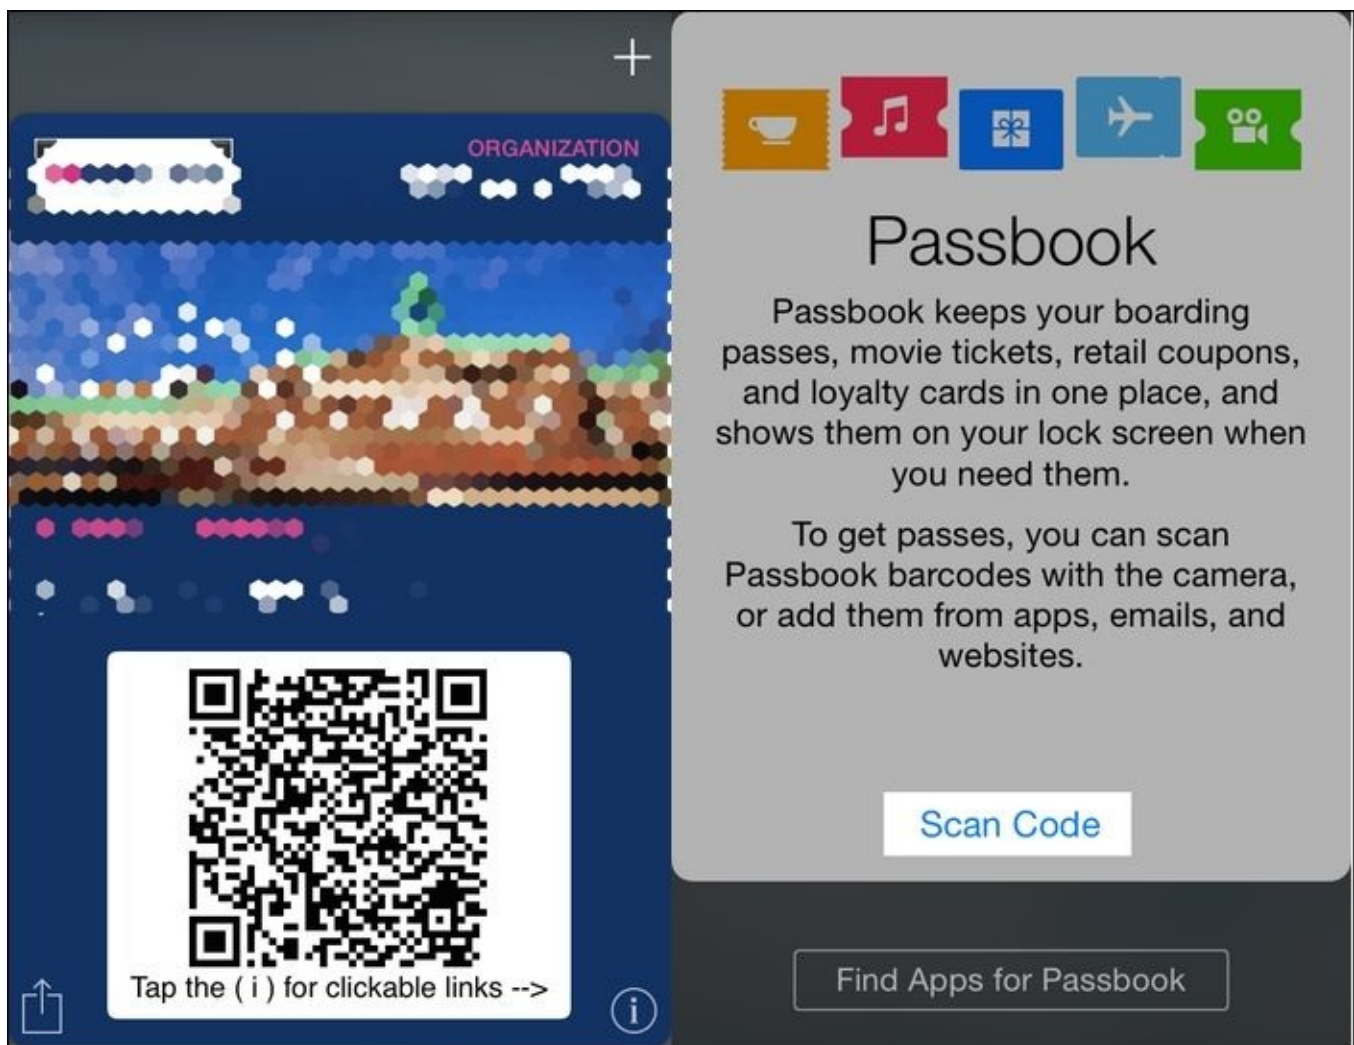 ORGANIZATION
Tap the ( i ) for clickable links -->
Passbook
Passbook keeps your boarding
passes, movie tickets, retail coupons,
and loyalty cards in one place, and
shows them on your lock screen when
you need them.
To get passes, you can scan
Passbook barcodes with the camera,
or add them from apps, emails, and
websites.
Scan Code
Find Apps for Passbook